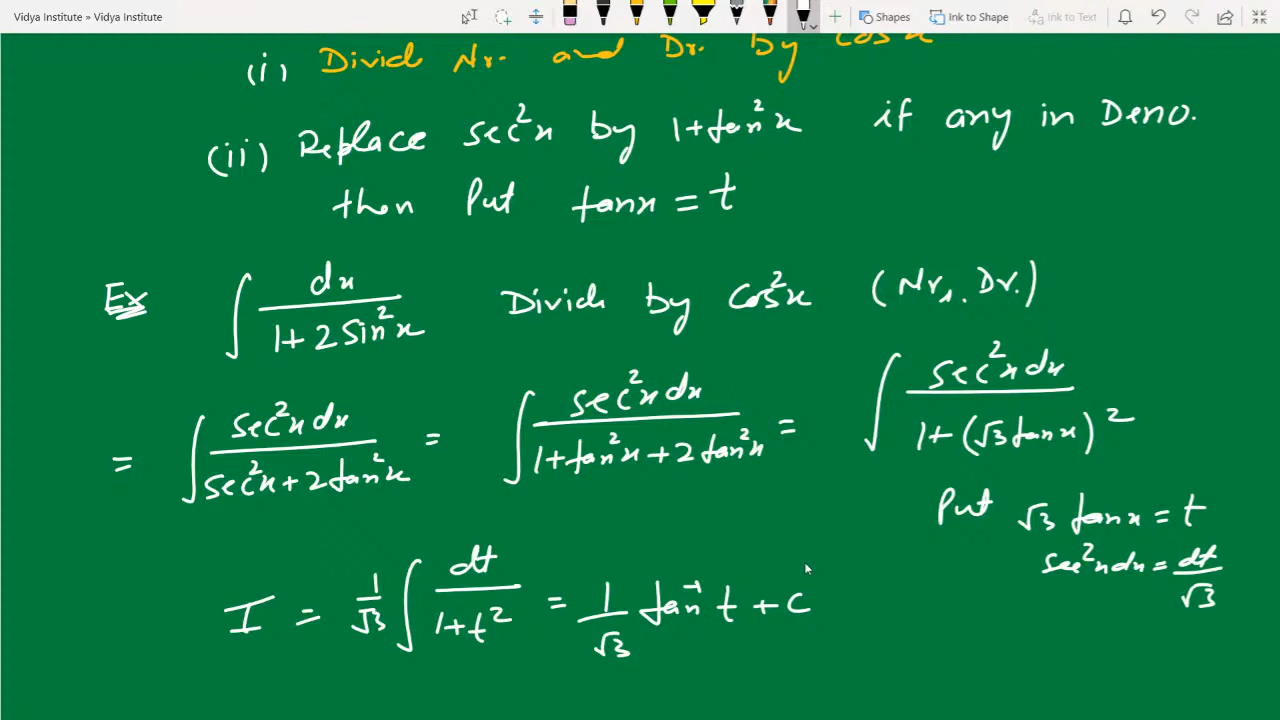 Vidya Institute » Vidya Institute
Shapes Ink to Shape Ink to Text
(i) Divide Nr. and Dr. by cos²x
(ii) Replace sec²x by 1+tan²x if any in Deno.
then Put tanx = t
Ex ∫ dx / (1+2Sin²x) Divide by Cos²x (Nr, Dr.)
= ∫ sec²x dx / (sec²x+2tan²x) = ∫ sec²x dx / (1+tan²x+2tan²x) = ∫ sec²x dx / (1+(√3 tanx)²)
Put √3 tanx = t
sec²x dx = dt/√3
I = 1/√3 ∫ dt / (1+t²) = 1/√3 tan⁻¹ t + c